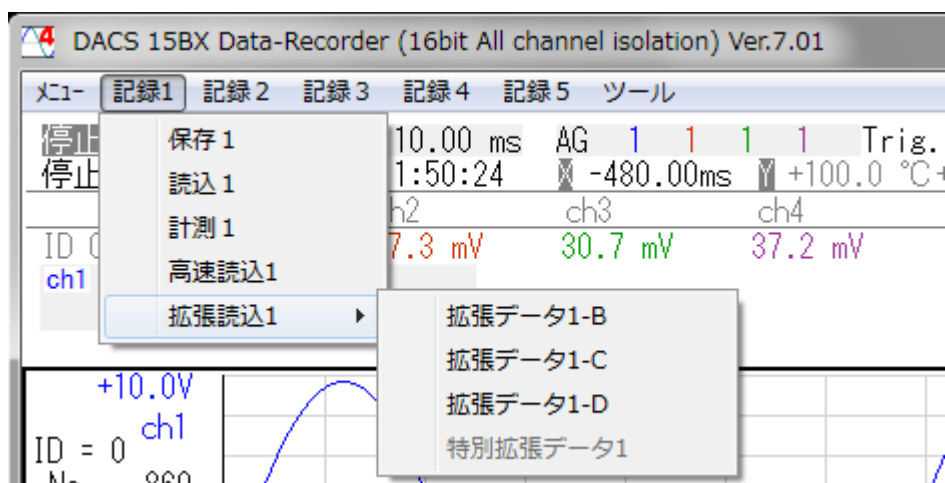 DACS 15BX Data-Recorder (16bit All channel isolation) Ver.7.01
ﾒﾆｭｰ 記録1 記録2 記録3 記録4 記録5 ツール
停止 10.00 ms AG 1 1 1 1 Trig.
停止 1:50:24 X -480.00ms Y +100.0 ℃+
h2 ch3 ch4
ID 0 7.3 mV 30.7 mV 37.2 mV
ch1
保存1
読込1
計測1
高速読込1
拡張読込1
拡張データ1-B
拡張データ1-C
拡張データ1-D
特別拡張データ1
+10.0V
ch1
ID = 0